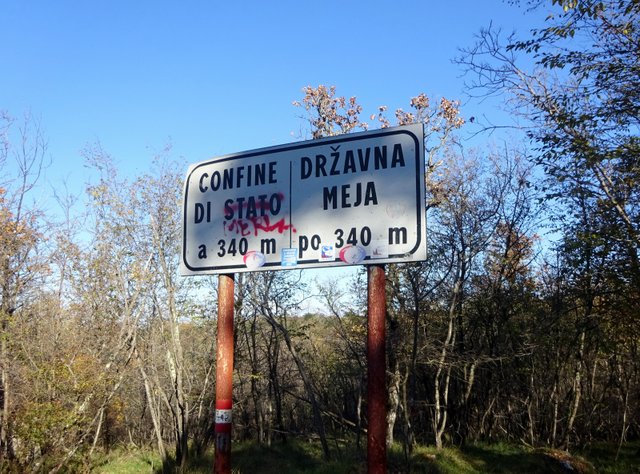 CONFINE
DI STATO
a 340 m
DRŽAVNA
MEJA
po 340 m